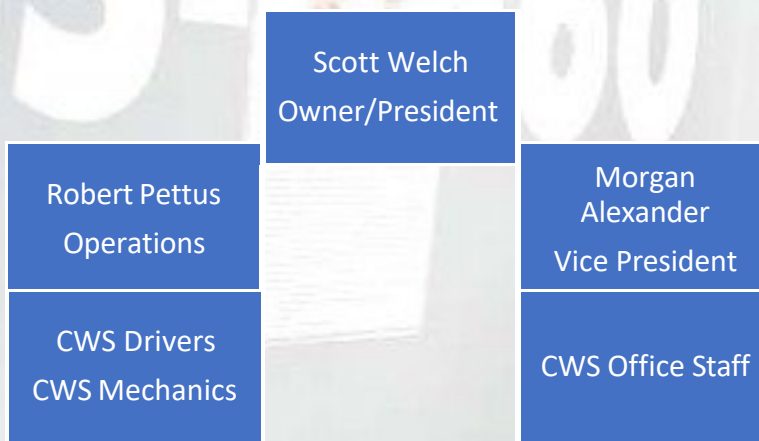 Scott Welch
Owner/President
Robert Pettus
Operations
Morgan
Alexander
Vice President
CWS Drivers
CWS Mechanics
CWS Office Staff